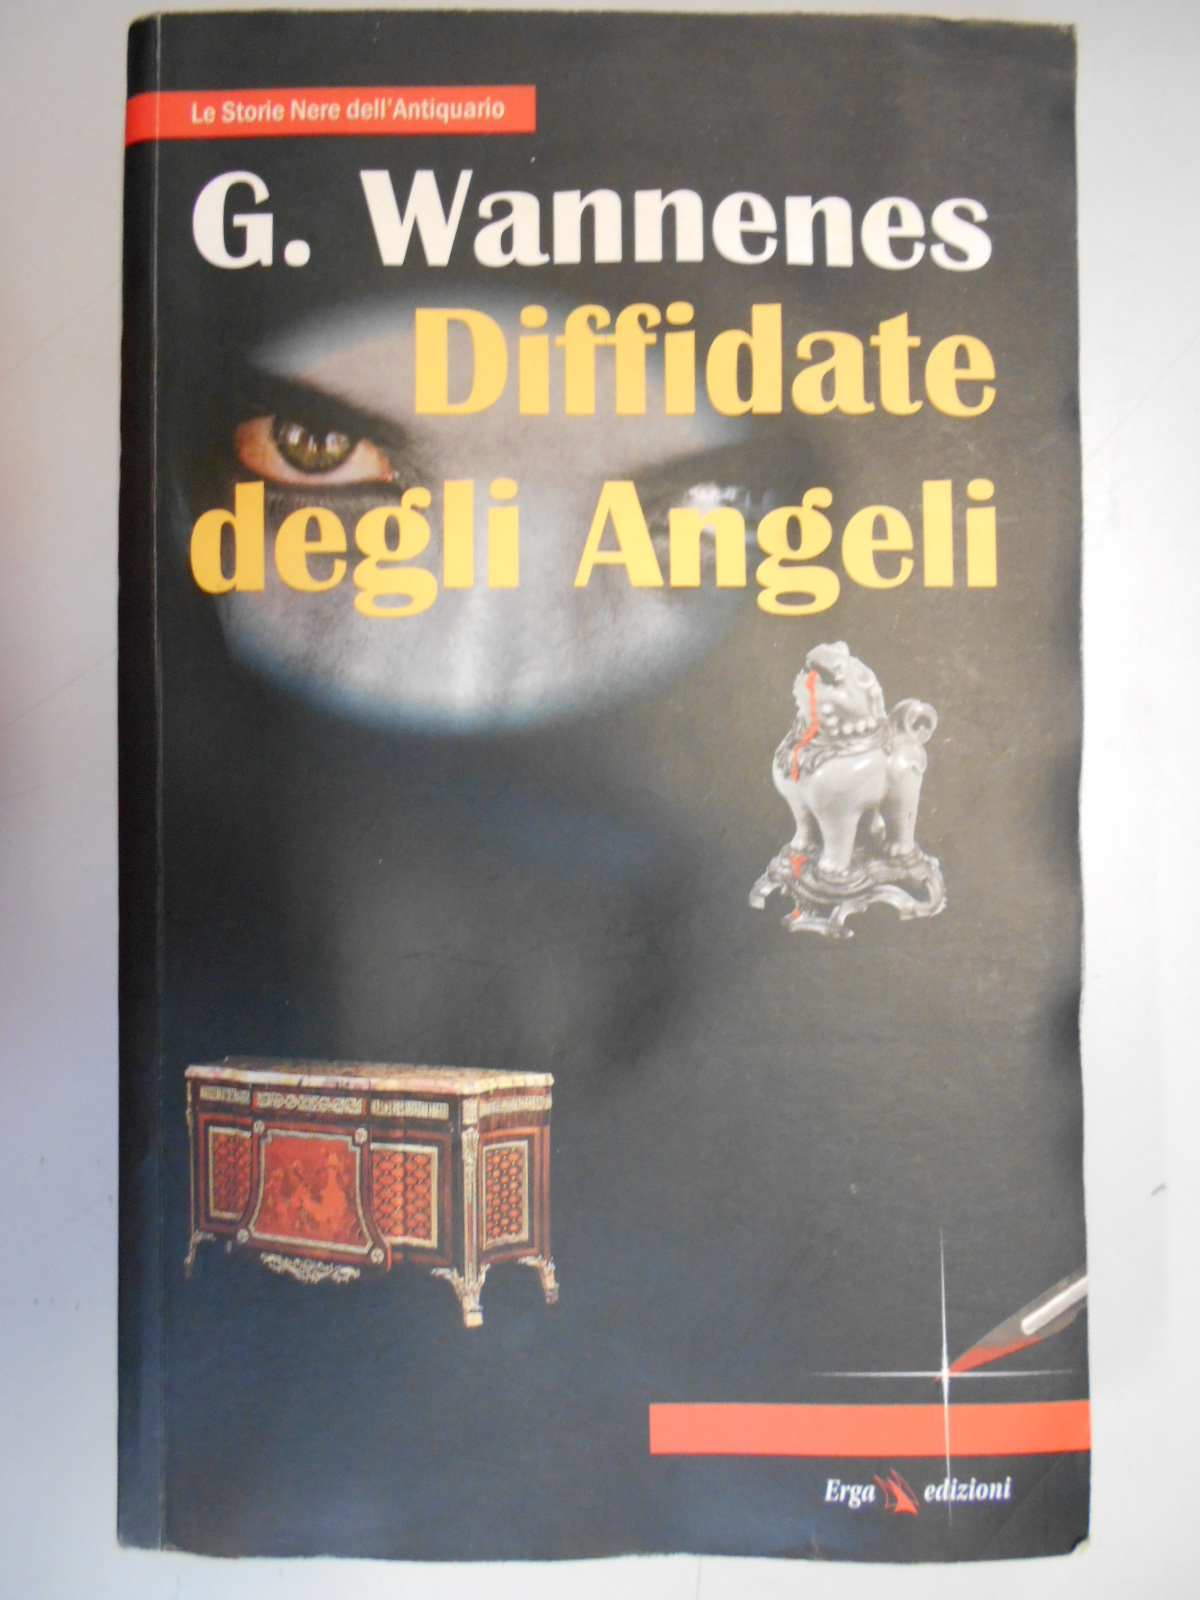 Le Storie Nere dell'Antiquario
G. Wannenes
Diffidate
degli Angeli
Erga edizioni